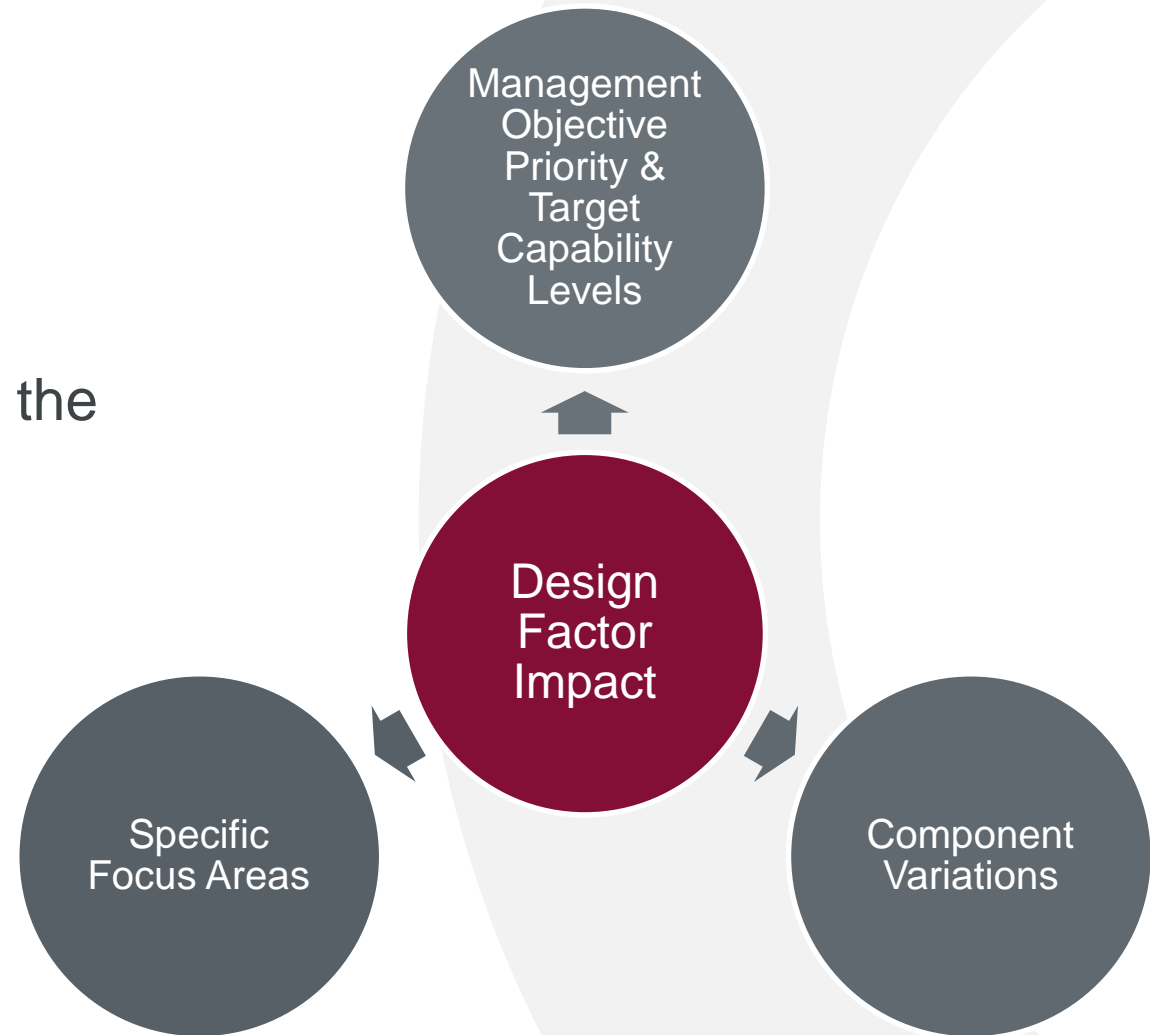 Management
Objective
Priority &
Target
Capability
Levels
the
Design
Factor
Impact
Specific
Focus Areas
Component
Variations